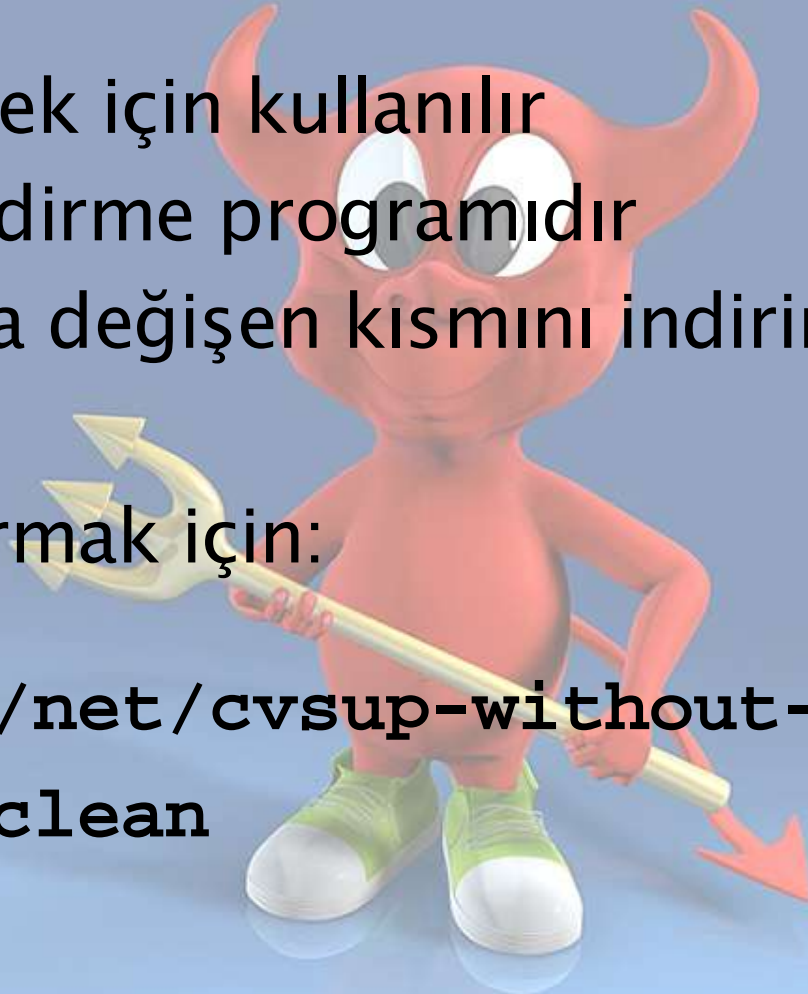 ek için kullanılır
dirme programıdır
a değişen kısmını indirir
rmak için:
/net/cvsup-without-
clean